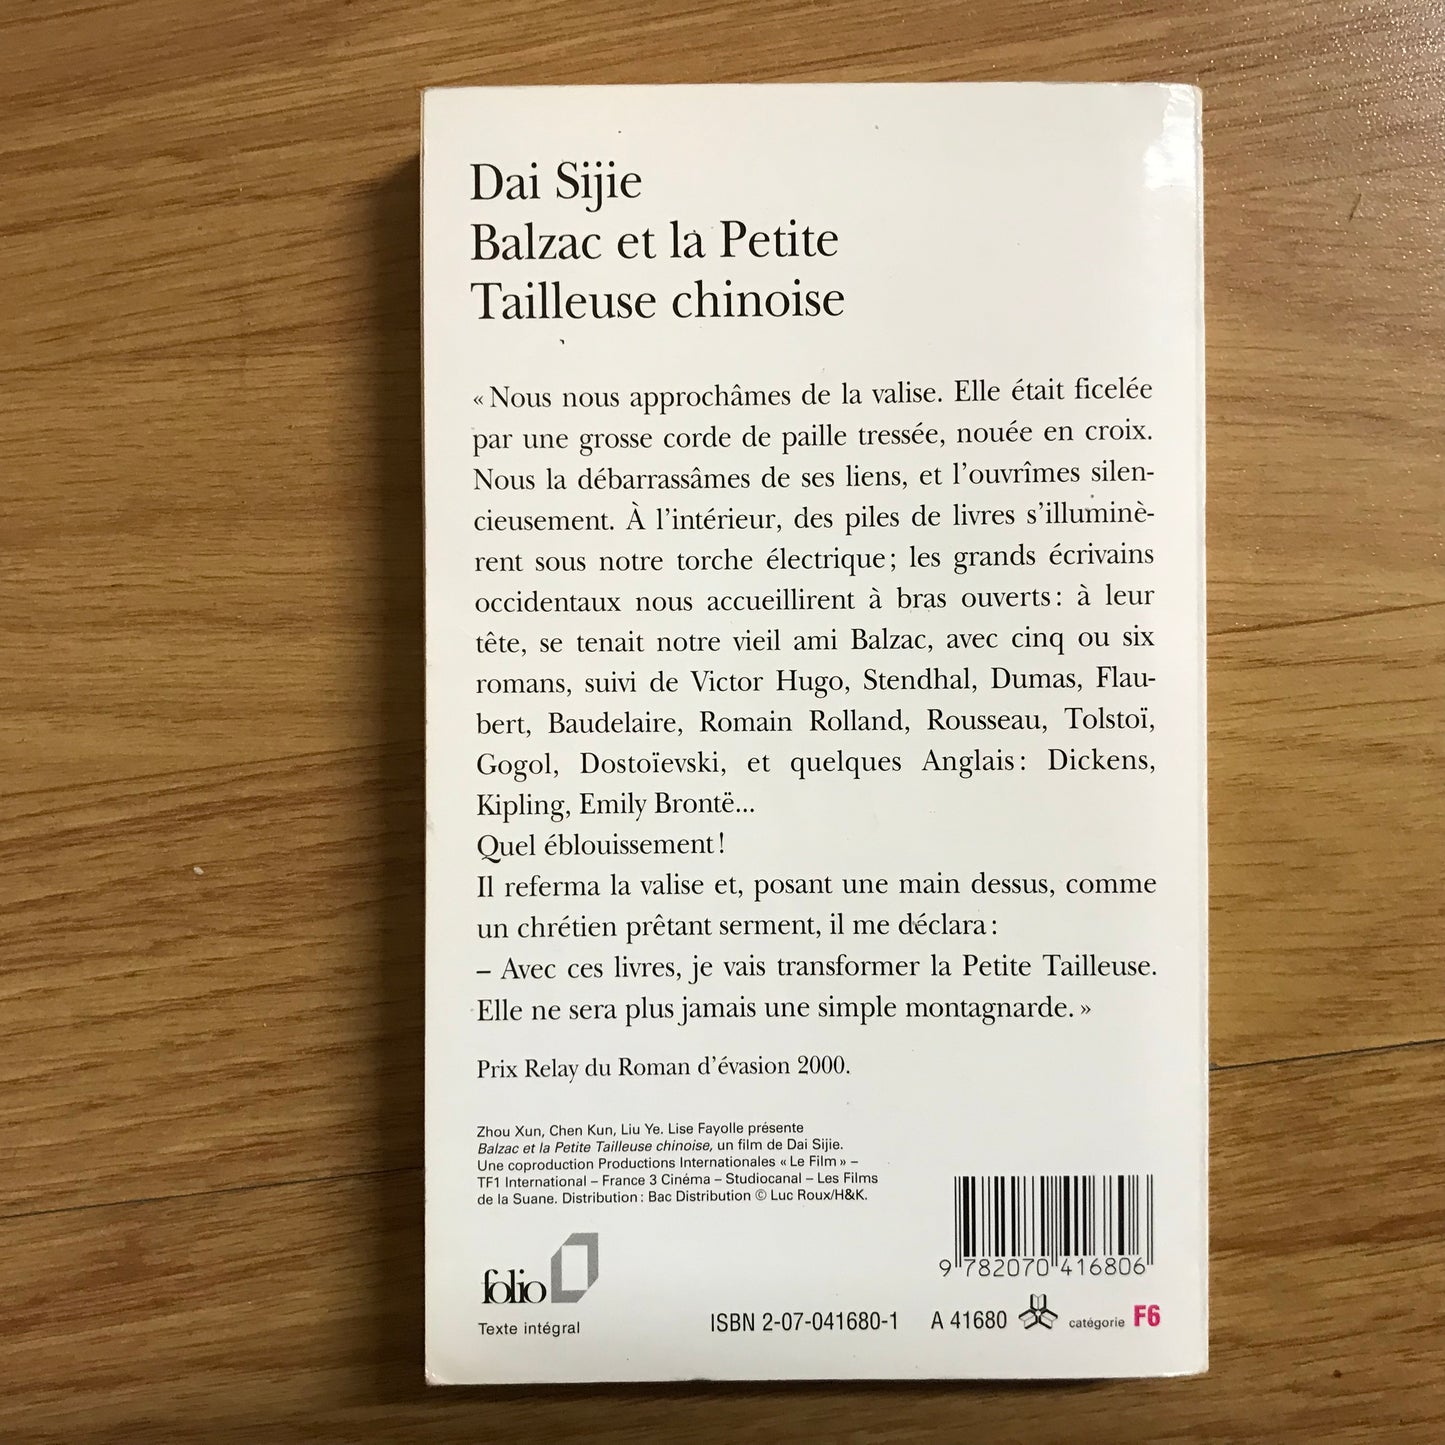 Dai Sijie
Balzac et la Petite
Tailleuse chinoise
« Nous nous approchâmes de la valise. Elle était ficelée
par une grosse corde de paille tressée, nouée en croix.
Nous la débarrassâmes de ses liens, et l'ouvrîmes silen-
cieusement. À l'intérieur, des piles de livres s'illuminè-
rent sous notre torche électrique ; les grands écrivains
occidentaux nous accueillirent à bras ouverts : à leur
tête, se tenait notre vieil ami Balzac, avec cinq ou six
romans, suivi de Victor Hugo, Stendhal, Dumas, Flau-
bert, Baudelaire, Romain Rolland, Rousseau, Tolstoï,
Gogol, Dostoïevski, et quelques Anglais : Dickens,
Kipling, Emily Brontë...
Quel éblouissement !
Il referma la valise et, posant une main dessus, comme
un chrétien prêtant serment, il me déclara :
– Avec ces livres, je vais transformer la Petite Tailleuse.
Elle ne sera plus jamais une simple montagnarde. »
Prix Relay du Roman d'évasion 2000.
Zhou Xun, Chen Kun, Liu Ye. Lise Fayolle présente
Balzac et la Petite Tailleuse chinoise, un film de Dai Sijie.
Une coproduction Productions Internationales « Le Film » –
TF1 International – France 3 Cinéma – Studiocanal – Les Films
de la Suane. Distribution : Bac Distribution © Luc Roux/H&K.
9 782070 416806
folio
Texte intégral
ISBN 2-07-041680-1 A 41680 catégorie F6